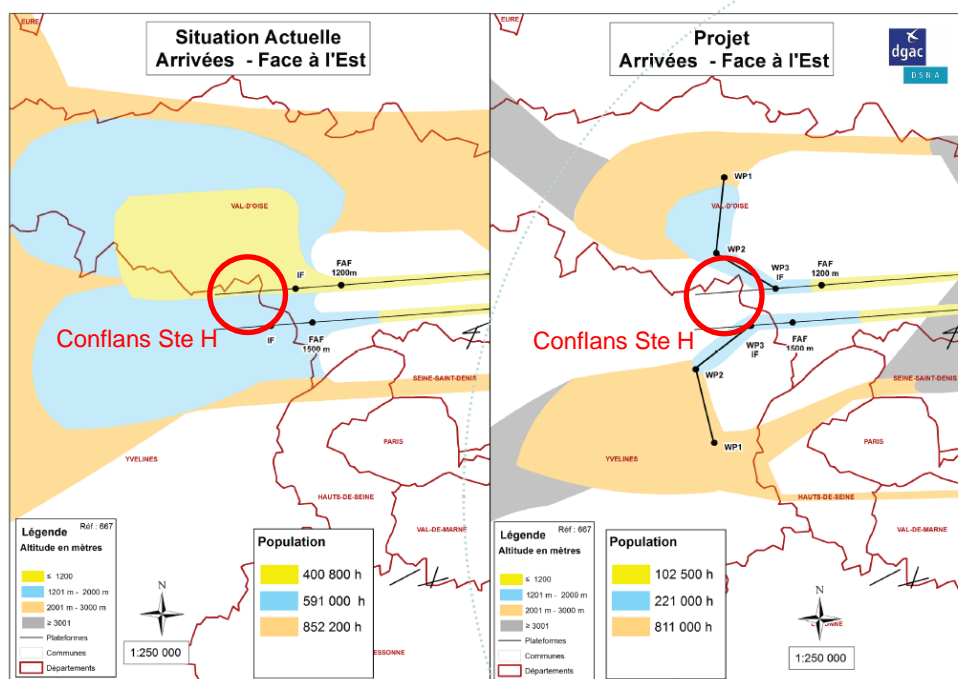 EURE
Situation Actuelle
Arrivées - Face à l'Est
VAL-D'OISE
IF
FAF
1200m
Conflans Ste H
IF
FAF
1500 m
SEINE-SAINT-DENIS
PARIS
YVELINES
HAUTS-DE-SEINE
VAL-DE-MARNE
ESSONNE
Légende
Réf : 667
Altitude en mètres
≤ 1200
1201 m - 2000 m
2001 m - 3000 m
≥ 3001
Plateformes
Communes
Départements
N
1:250 000
Population
400 800 h
591 000 h
852 200 h
EURE
Projet
Arrivées - Face à l'Est
dgac
DSNA
WP1
VAL-D'OISE
WP2
WP3
IF
FAF
1200 m
Conflans Ste H
WP3
IF
FAF
1500 m
WP2
WP1
SEINE-SAINT-DENIS
PARIS
YVELINES
HAUTS-DE-SEINE
VAL-DE-MARNE
Légende
Réf : 667
Altitude en mètres
≤ 1200
1201 m - 2000 m
2001 m - 3000 m
≥ 3001
Plateformes
Communes
Départements
Population
102 500 h
221 000 h
811 000 h
N
1:250 000